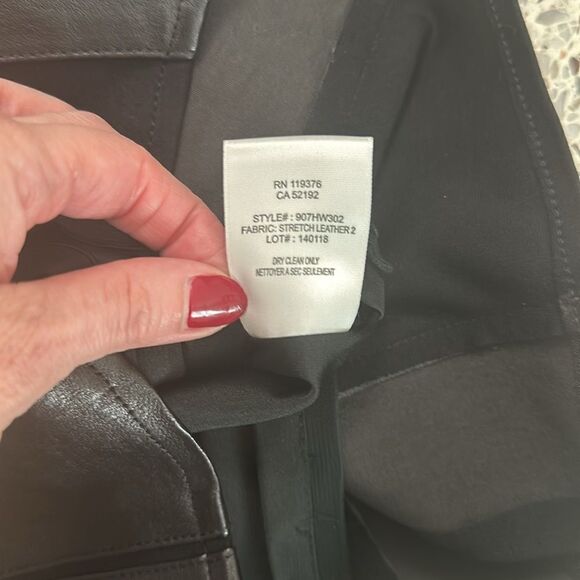 RN 119376
CA 52192
STYLE# : 907HW302
FABRIC: STRETCH LEATHER 2
LOT# : 140118
DRY CLEAN ONLY
NETTOYER A SEC SEULEMENT